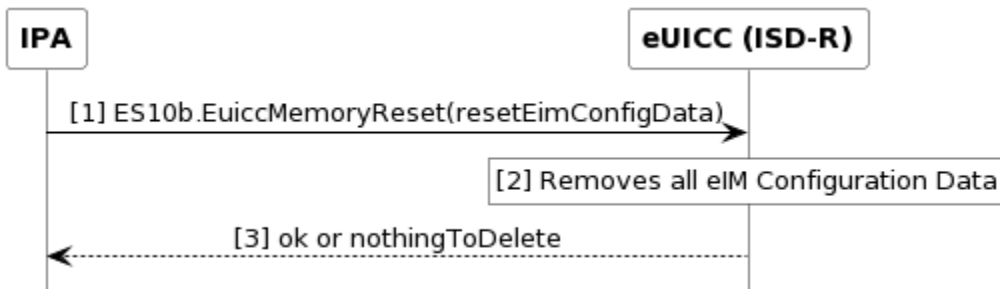 IPA
eUICC (ISD-R)
[1] ES10b.EuiccMemoryReset(resetEimConfigData)
[2] Removes all eIM Configuration Data
[3] ok or nothingToDelete